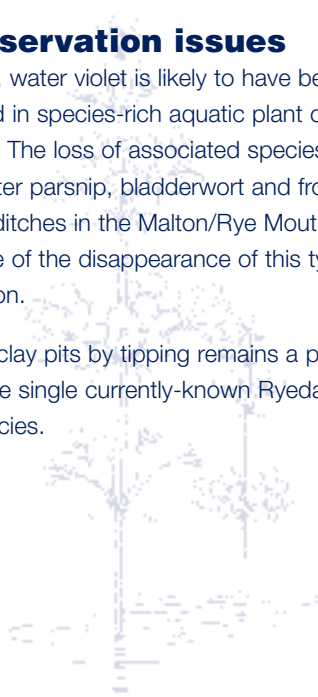 servation issues
, water violet is likely to have be
d in species-rich aquatic plant c
. The loss of associated species
ter parsnip, bladderwort and fro
ditches in the Malton/Rye Mout
e of the disappearance of this ty
on.
clay pits by tipping remains a p
e single currently-known Ryeda
cies.